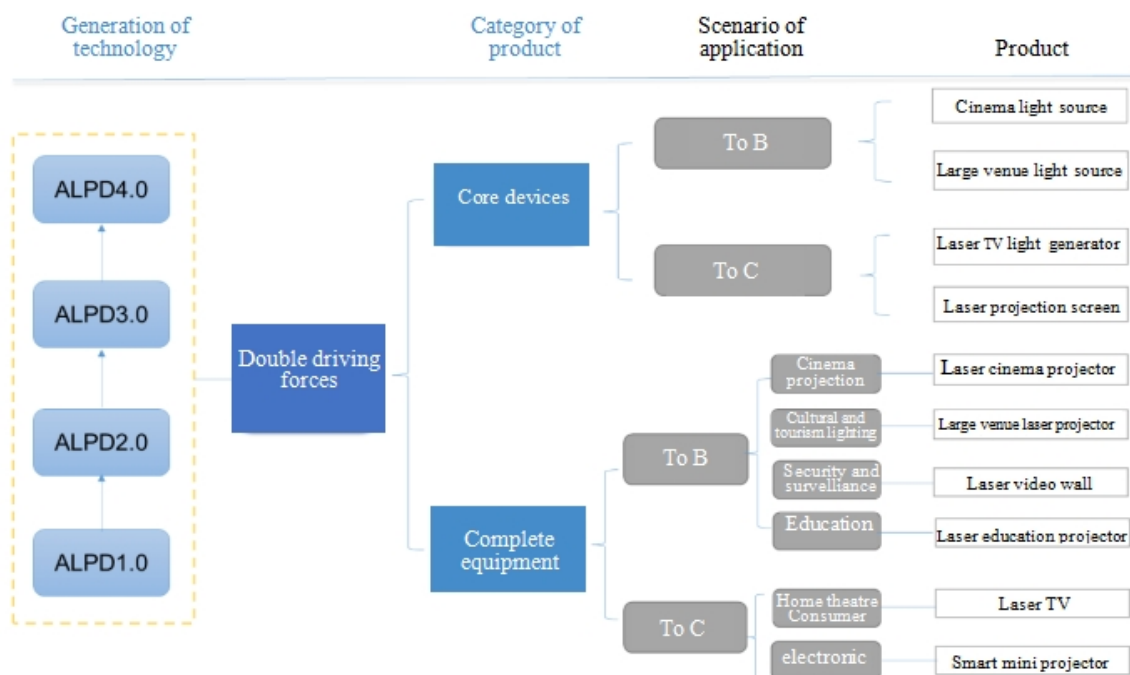 Generation of
technology
Category of
product
Scenario of
application
Product
ALPD4.0
ALPD3.0
ALPD2.0
ALPD1.0
Double driving
forces
Core devices
Complete
equipment
To B
To C
To B
To C
Cinema
projection
Cultural and
tourism lighting
Security and
survelliance
Education
Home theatre
Consumer
electronic
Cinema light source
Large venue light source
Laser TV light generator
Laser projection screen
Laser cinema projector
Large venue laser projector
Laser video wall
Laser education projector
Laser TV
Smart mini projector